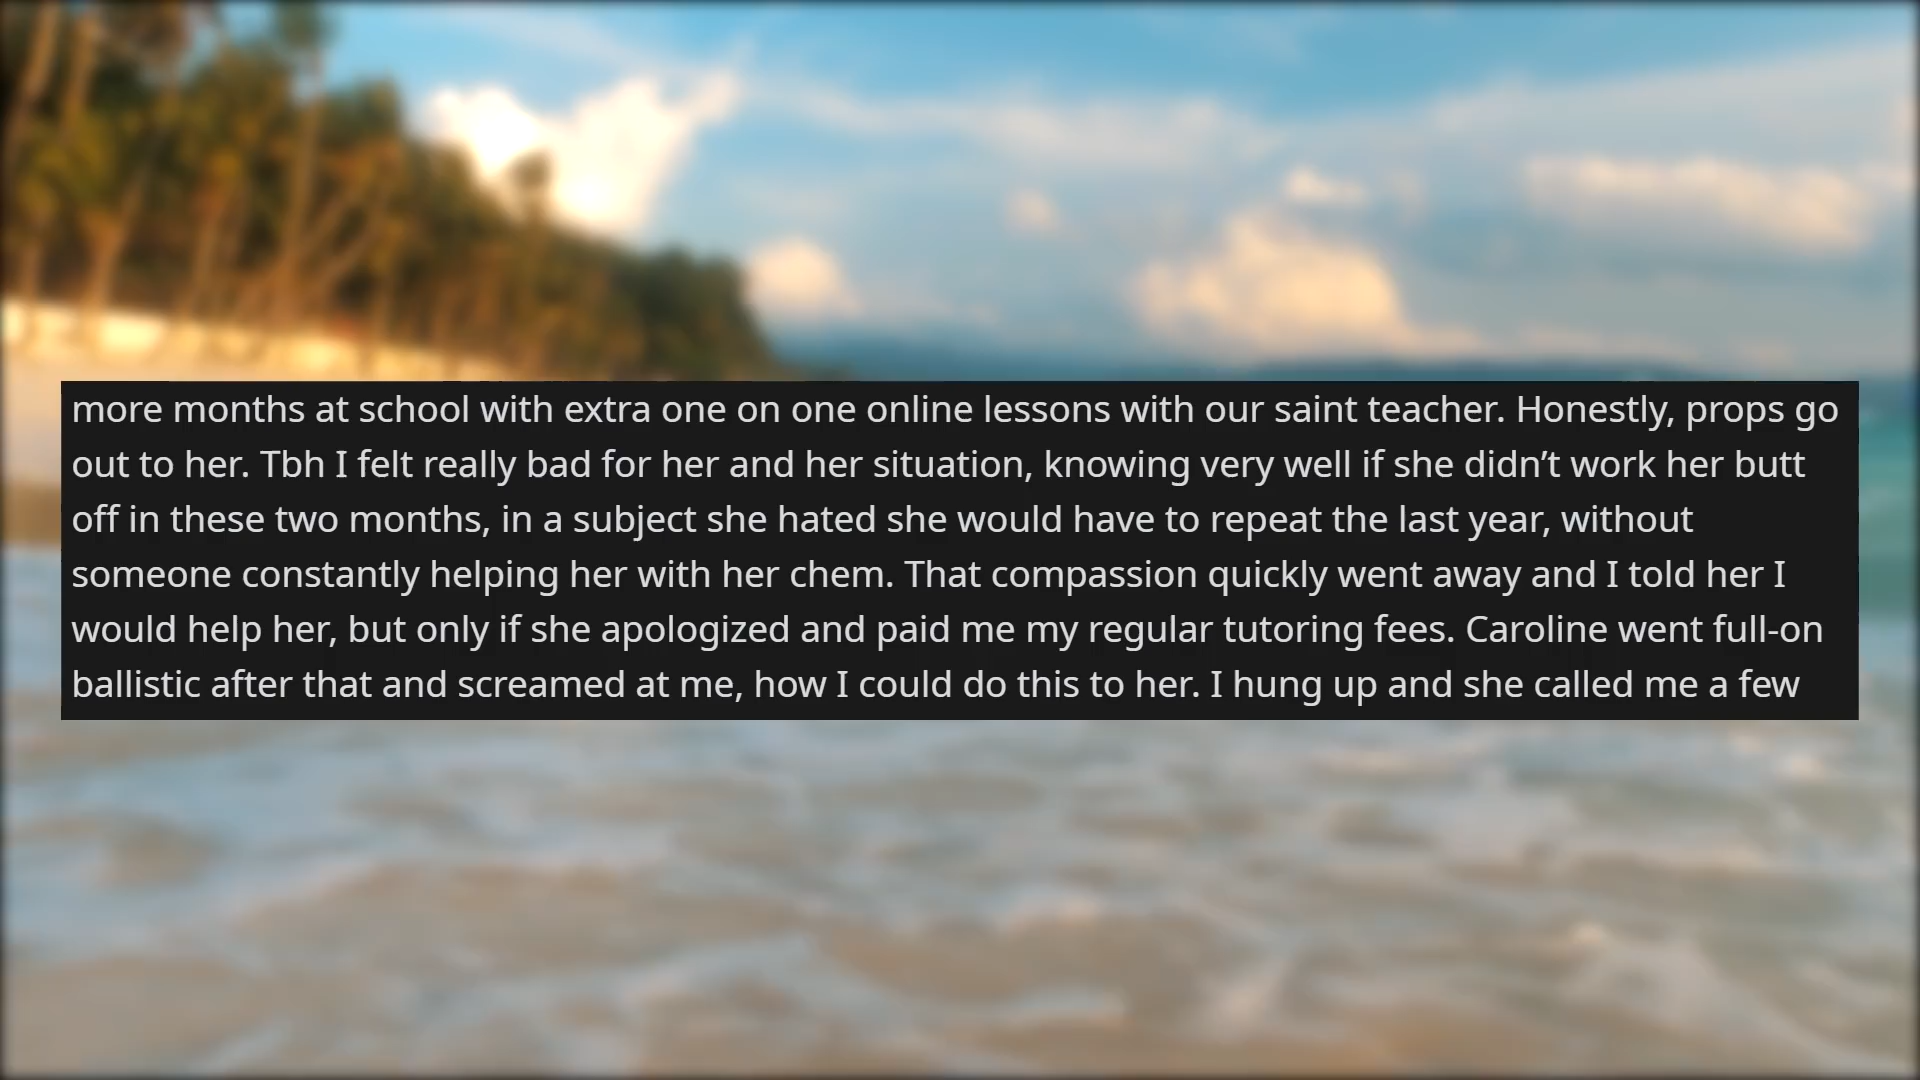 more months at school with extra one on one online lessons with our saint teacher. Honestly, props go
out to her. Tbh I felt really bad for her and her situation, knowing very well if she didn’t work her butt
off in these two months, in a subject she hated she would have to repeat the last year, without
someone constantly helping her with her chem. That compassion quickly went away and I told her I
would help her, but only if she apologized and paid me my regular tutoring fees. Caroline went full-on
ballistic after that and screamed at me, how I could do this to her. I hung up and she called me a few